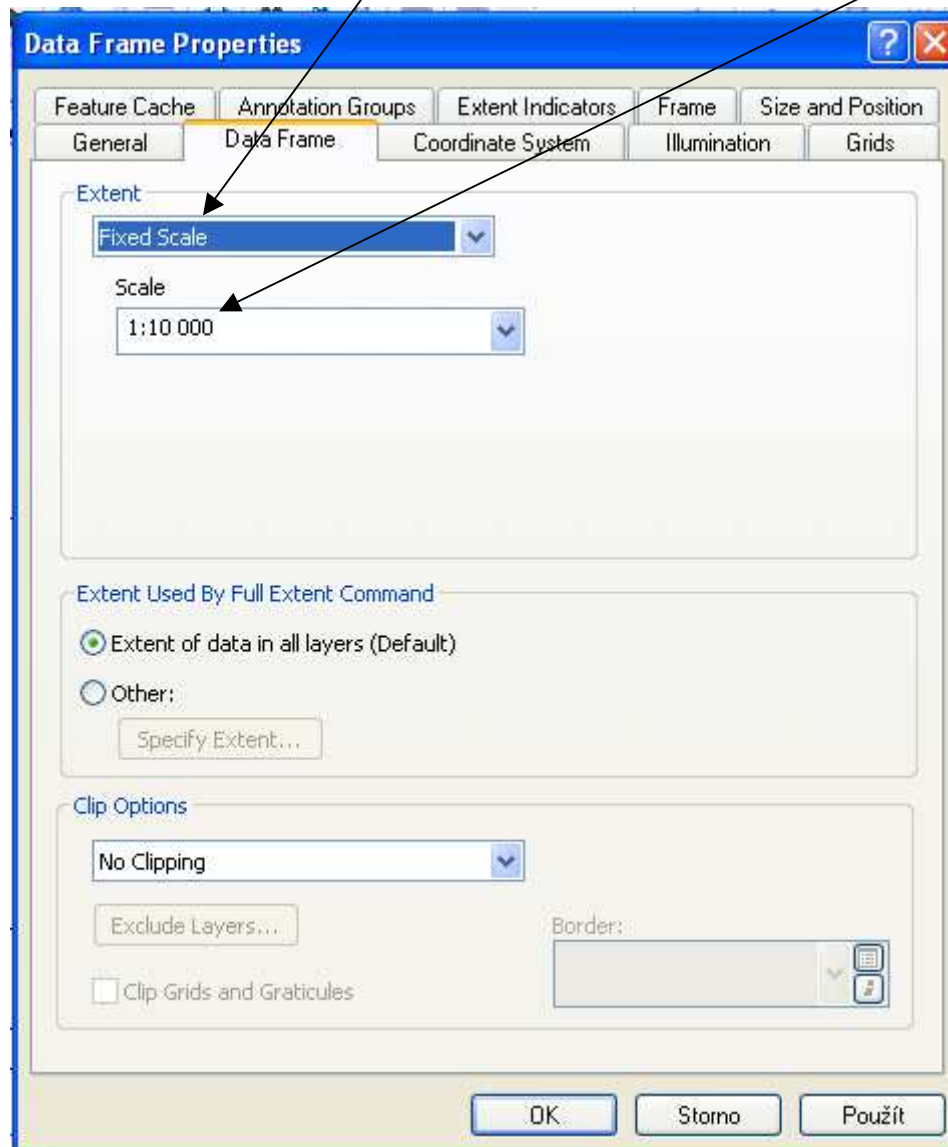 Data Frame Properties
Feature Cache Annotation Groups Extent Indicators Frame Size and Position
General Data Frame Coordinate System Illumination Grids
Extent
Fixed Scale
Scale
1:10 000
Extent Used By Full Extent Command
Extent of data in all layers (Default)
Other:
Specify Extent...
Clip Options
No Clipping
Exclude Layers...
Border:
Clip Grids and Graticules
OK Storno Použít